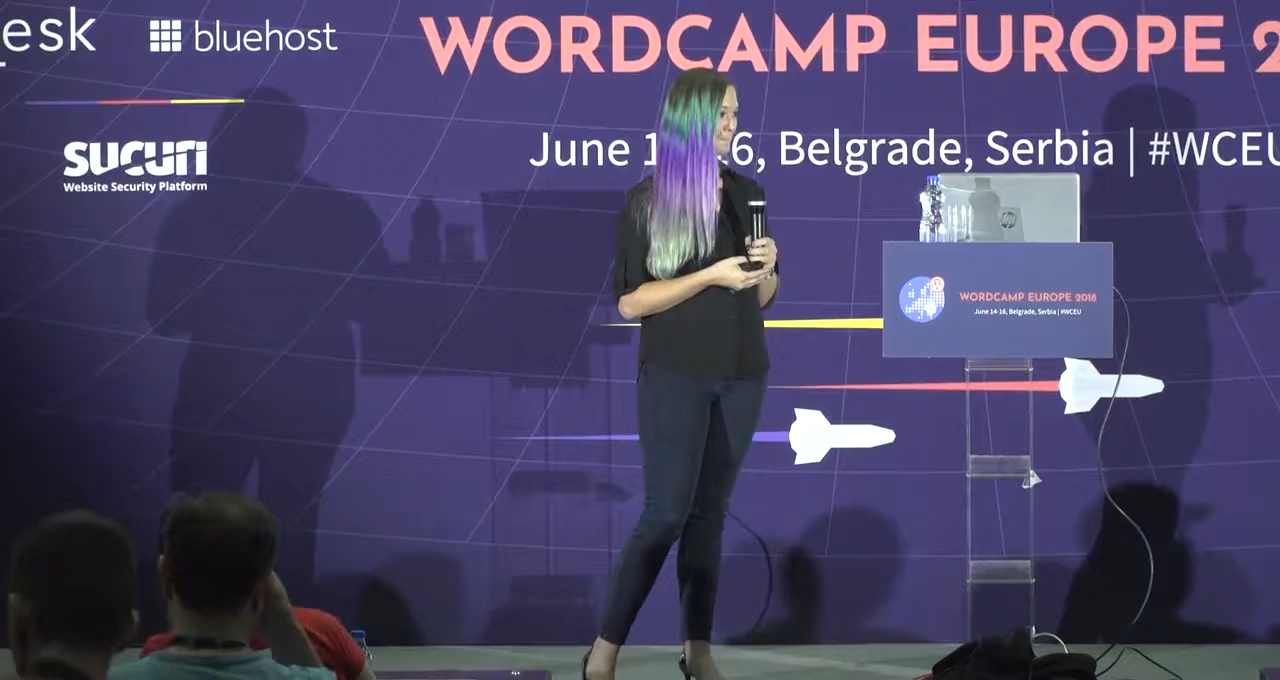 esk
bluehost
WORDCAMP EUROPE 2
sucuri
Website Security Platform
June 1 6, Belgrade, Serbia | #WCEU
hp
WORDCAMP EUROPE 2018
June 14-16, Belgrade, Serbia | #WCEU